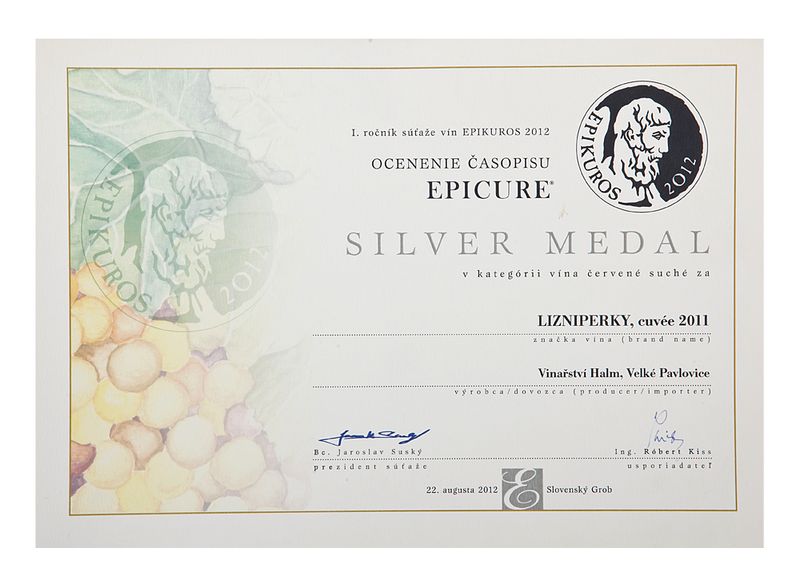 I. ročník súťaže vín EPIKUROS 2012
OCENENIE ČASOPISU
EPICURE®
EPIKUROS 2012
EPIKUROS 2012
SILVER MEDAL
v kategórii vína červené suché za
LIZNIPERKY, cuvée 2011
značka vína (brand name)
Vinařství Halm, Velké Pavlovice
výrobca/dovozca (producer/importer)
Bc. Jaroslav Suský
prezident súťaže
Ing. Róbert Kiss
usporiadateľ
22. augusta 2012 E Slovenský Grob